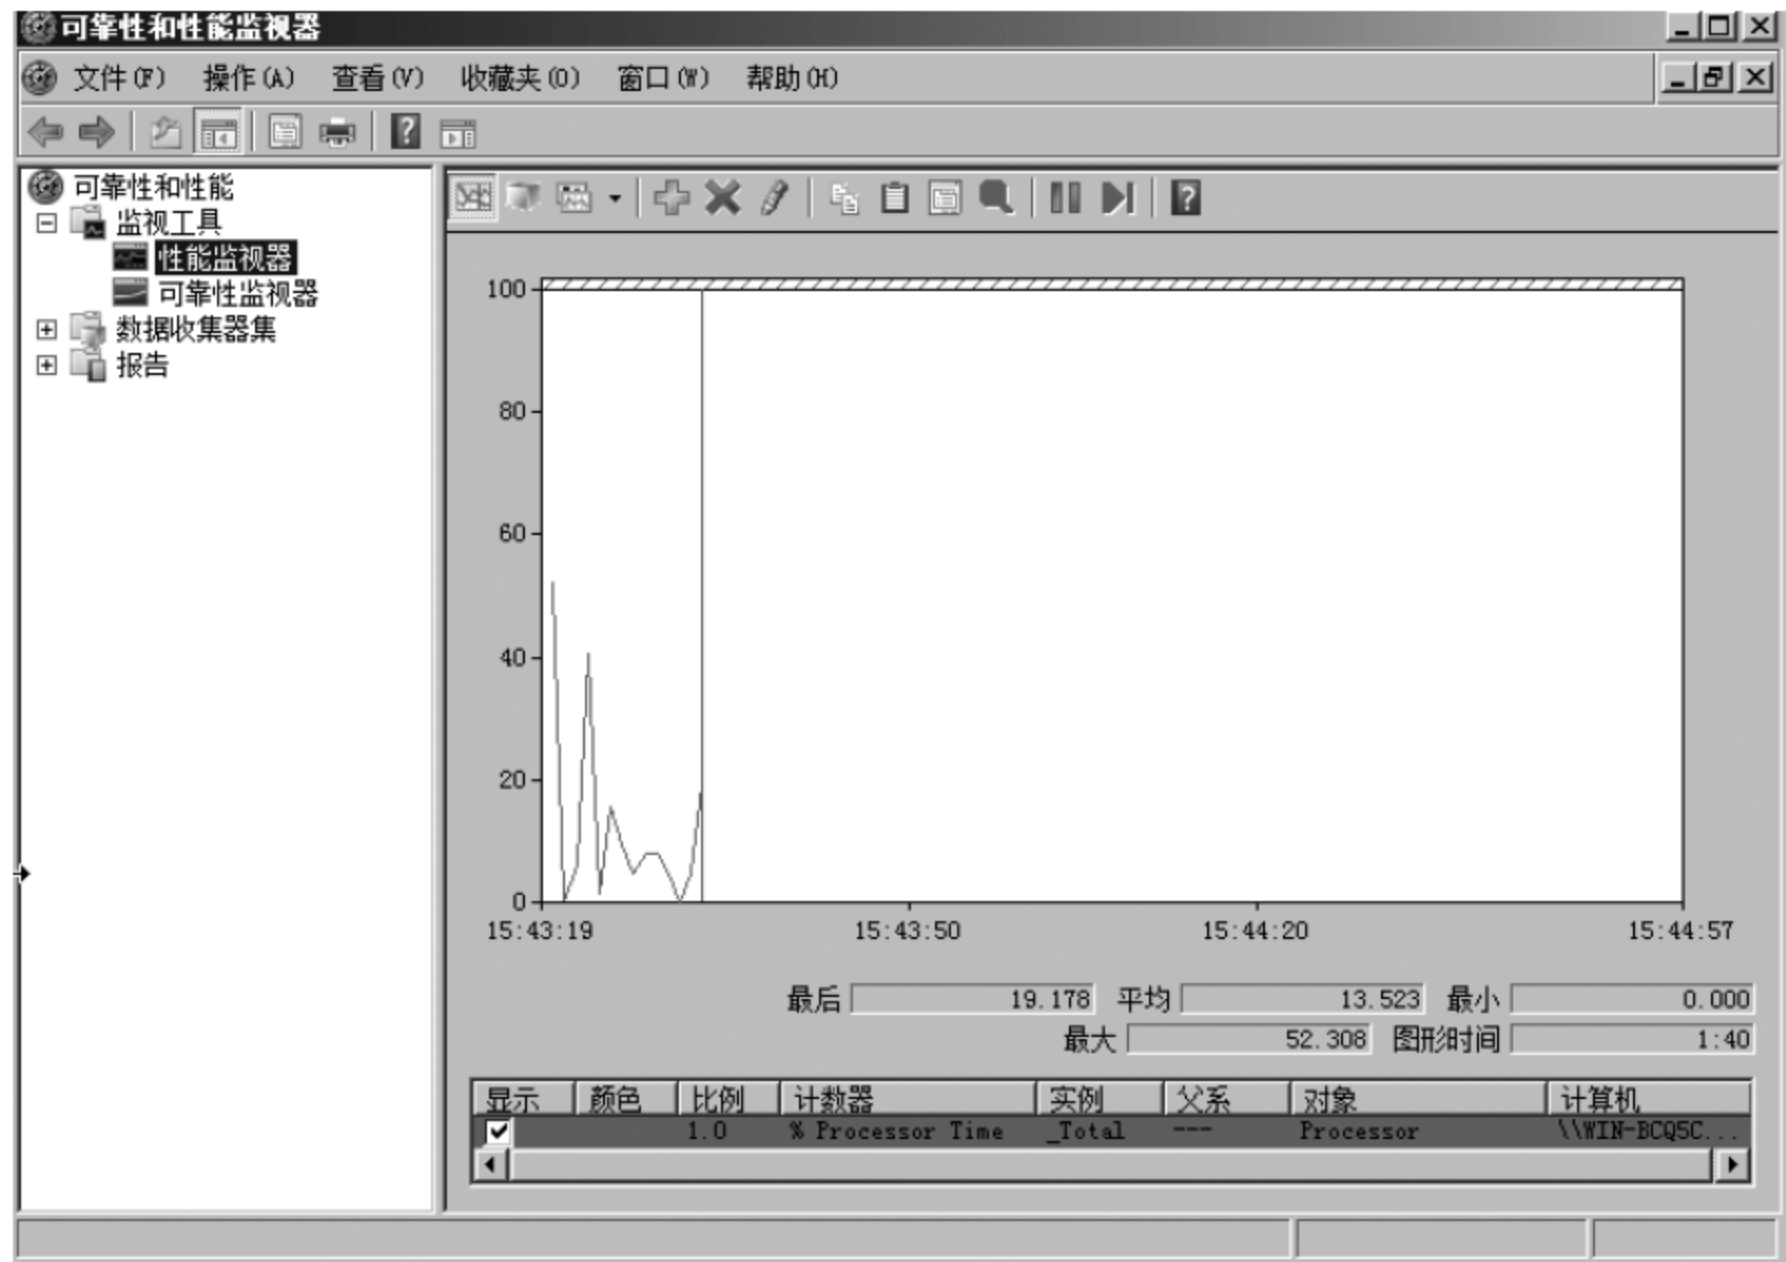 可靠性和性能监视器
文件(F) 操作(A) 查看(V) 收藏夹(O) 窗口(W) 帮助(H)
可靠性和性能
监视工具
性能监视器
可靠性监视器
数据收集器集
报告
100
80
60
40
20
0
15:43:19 15:43:50 15:44:20 15:44:57
最后 19.178 平均 13.523 最小 0.000
最大 52.308 图形时间 1:40
显示 颜色 比例 计数器 实例 父系 对象 计算机
1.0 % Processor Time _Total --- Processor \\WIN-BCQ5C...